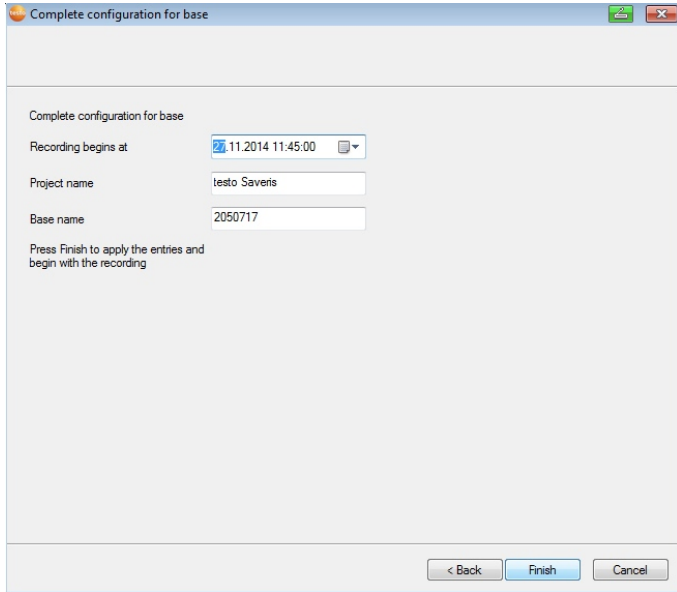 Complete configuration for base
Complete configuration for base
Recording begins at 27.11.2014 11:45:00
Project name testo Saveris
Base name 2050717
Press Finish to apply the entries and
begin with the recording
< Back Finish Cancel